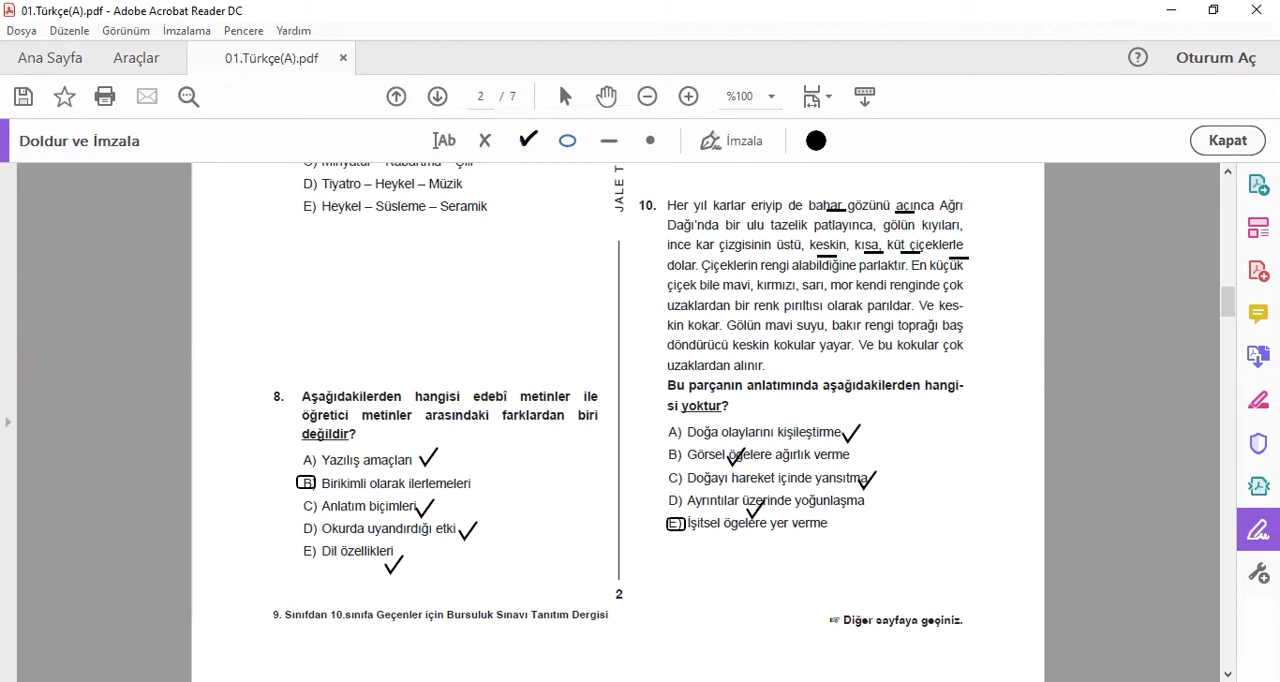 01.Türkçe(A).pdf - Adobe Acrobat Reader DC
Dosya Düzenle Görünüm İmzalama Pencere Yardım
Ana Sayfa Araçlar 01.Türkçe(A).pdf × ? Oturum Aç
2 / 7 %100
Doldur ve İmzala Ab İmzala Kapat
D) Tiyatro – Heykel – Müzik
E) Heykel – Süsleme – Seramik
8. Aşağıdakilerden hangisi edebî metinler ile
öğretici metinler arasındaki farklardan biri
değildir?
A) Yazılış amaçları
B) Birikimli olarak ilerlemeleri
C) Anlatım biçimleri
D) Okurda uyandırdığı etki
E) Dil özellikleri
9. Sınıfdan 10.sınıfa Geçenler için Bursuluk Sınavı Tanıtım Dergisi
JALE T
2
10. Her yıl karlar eriyip de bahar gözünü açınca Ağrı
Dağı’nda bir ulu tazelik patlayınca, gölün kıyıları,
ince kar çizgisinin üstü, keskin, kısa, küt çiçeklerle
dolar. Çiçeklerin rengi alabildiğine parlaktır. En küçük
çiçek bile mavi, kırmızı, sarı, mor kendi renginde çok
uzaklardan bir renk pırıltısı olarak parıldar. Ve kes-
kin kokar. Gölün mavi suyu, bakır rengi toprağı baş
döndürücü keskin kokular yayar. Ve bu kokular çok
uzaklardan alınır.
Bu parçanın anlatımında aşağıdakilerden hangi-
si yoktur?
A) Doğa olaylarını kişileştirme
B) Görsel ögelere ağırlık verme
C) Doğayı hareket içinde yansıtma
D) Ayrıntılar üzerinde yoğunlaşma
E) İşitsel ögelere yer verme
☞ Diğer sayfaya geçiniz.